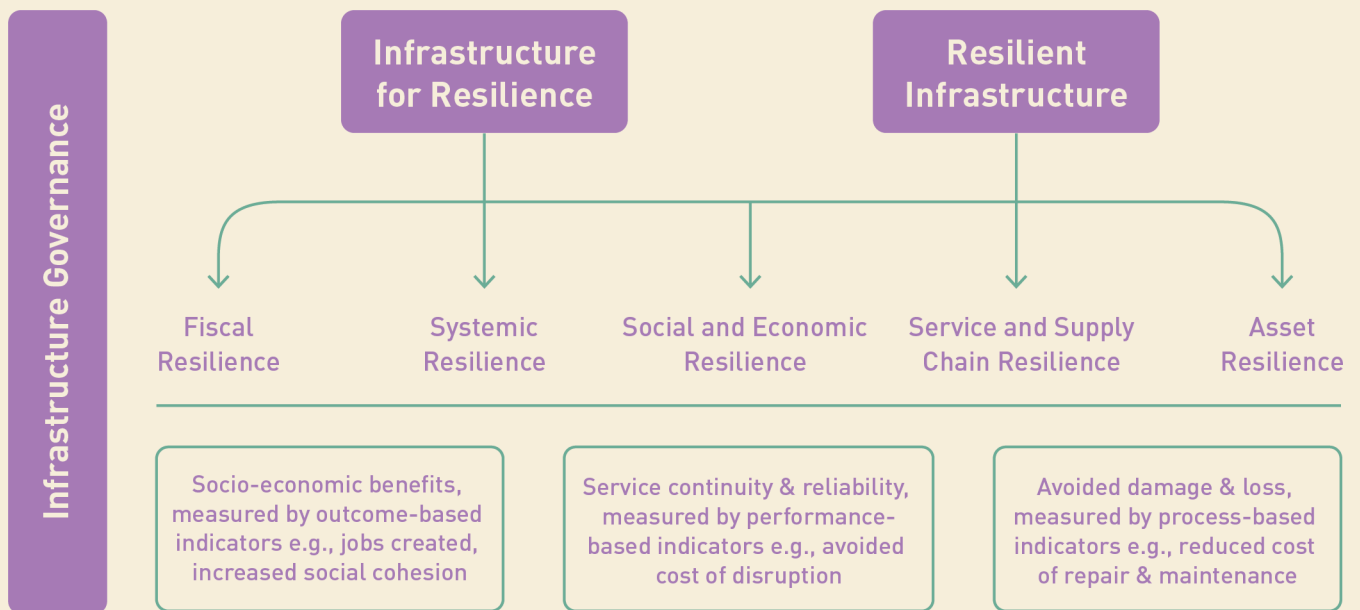 Infrastructure Governance
Infrastructure
for Resilience
Resilient
Infrastructure
Fiscal
Resilience
Systemic
Resilience
Social and Economic
Resilience
Service and Supply
Chain Resilience
Asset
Resilience
Socio-economic benefits,
measured by outcome-based
indicators e.g., jobs created,
increased social cohesion
Service continuity & reliability,
measured by performance-
based indicators e.g., avoided
cost of disruption
Avoided damage & loss,
measured by process-based
indicators e.g., reduced cost
of repair & maintenance